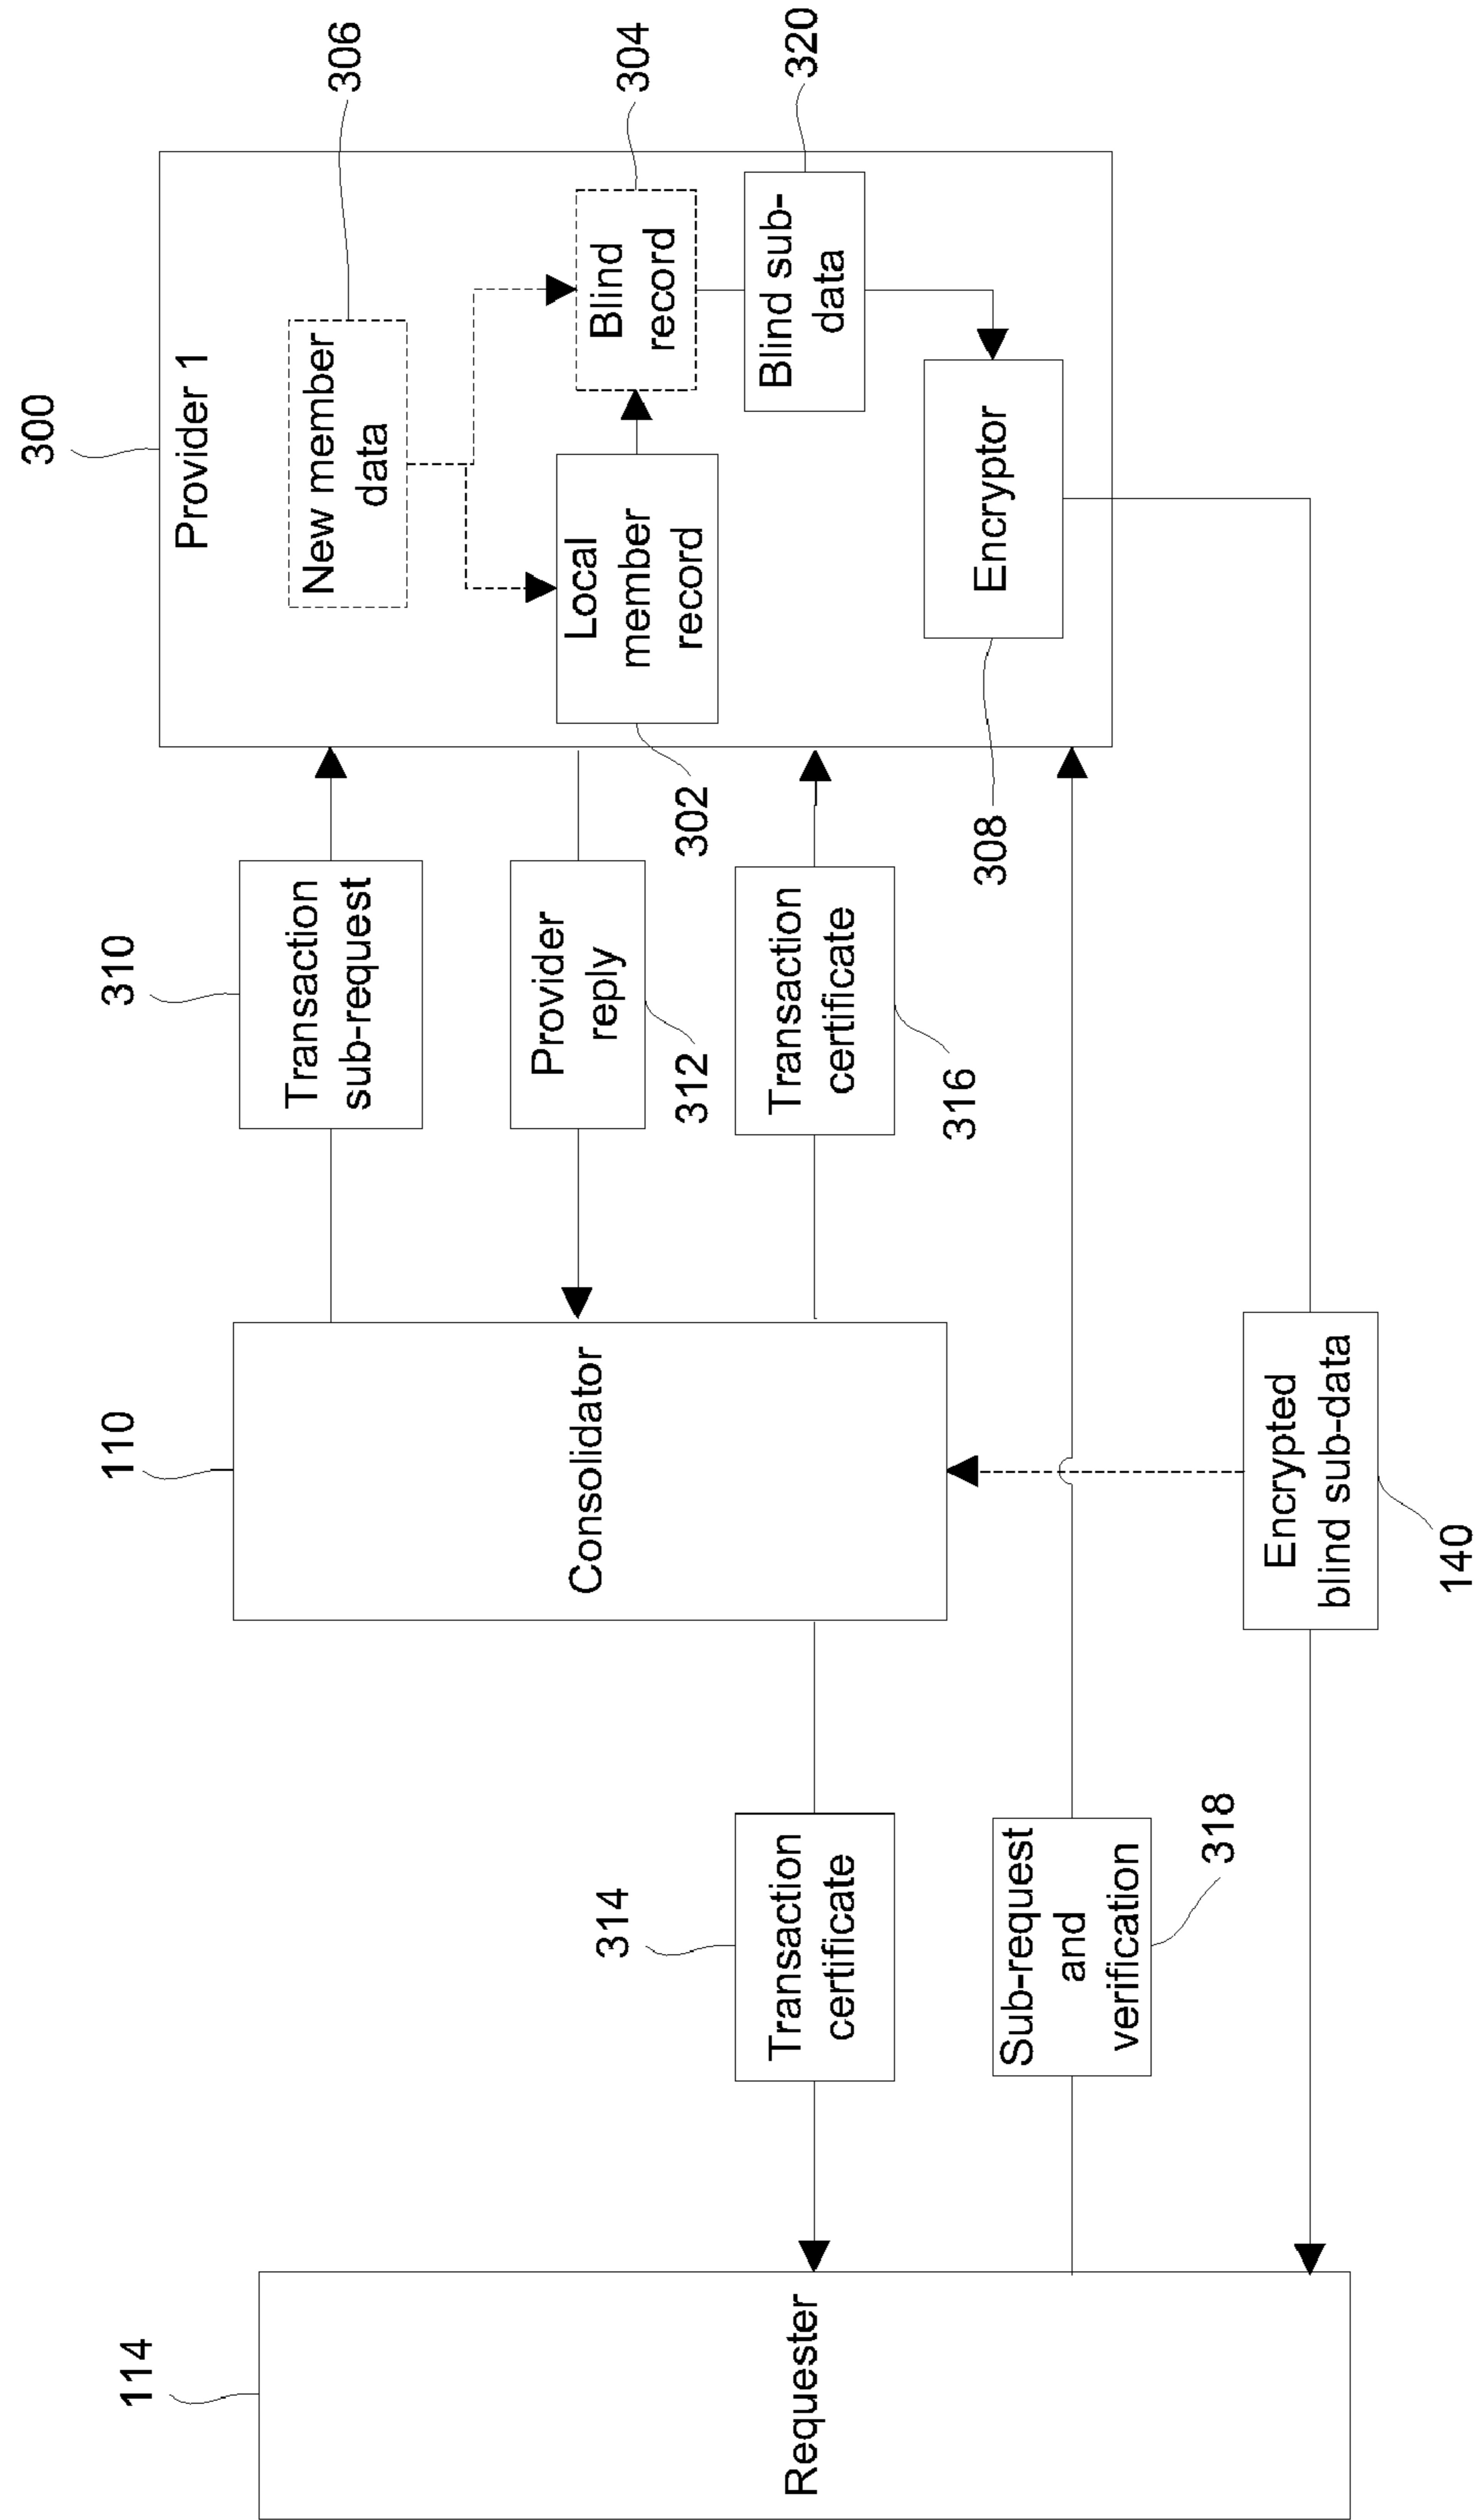 300
Provider 1
306
New member
data
304
Blind
record
320
Blind sub-
data
Local
member
record
302
Encryptor
308
310
Transaction
sub-request
Provider
reply
312
Transaction
certificate
316
110
Consolidator
Encrypted
blind sub-data
140
314
Transaction
certificate
Sub-request
and
verification
318
114
Requester